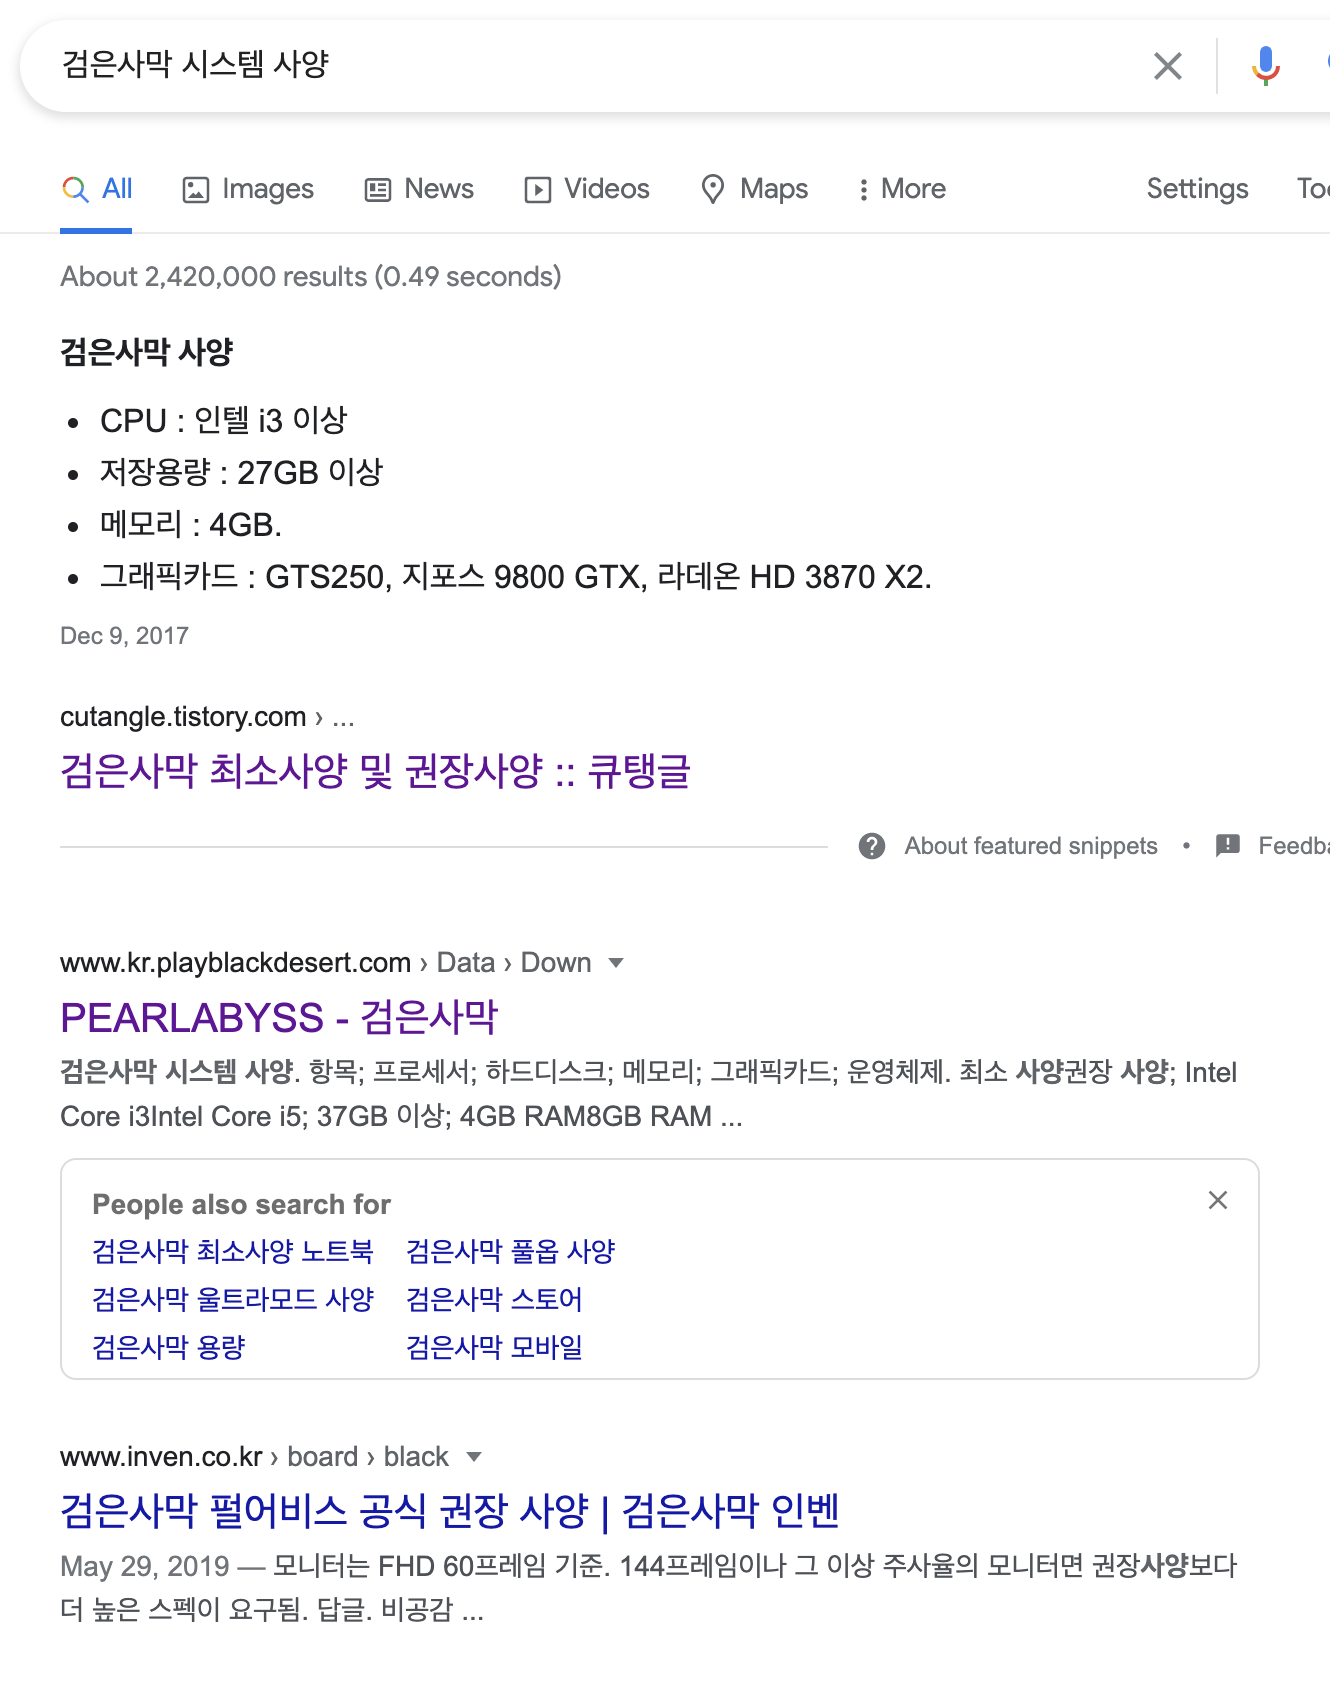 검은사막 시스템 사양
All Images News Videos Maps More Settings
About 2,420,000 results (0.49 seconds)
검은사막 사양
• CPU : 인텔 i3 이상
• 저장용량 : 27GB 이상
• 메모리 : 4GB.
• 그래픽카드 : GTS250, 지포스 9800 GTX, 라데온 HD 3870 X2.
Dec 9, 2017
cutangle.tistory.com › ...
검은사막 최소사양 및 권장사양 :: 큐탱글
About featured snippets •
www.kr.playblackdesert.com › Data › Down
PEARLABYSS - 검은사막
검은사막 시스템 사양. 항목; 프로세서; 하드디스크; 메모리; 그래픽카드; 운영체제. 최소 사양권장 사양; Intel
Core i3Intel Core i5; 37GB 이상; 4GB RAM8GB RAM ...
People also search for
검은사막 최소사양 노트북 검은사막 풀옵 사양
검은사막 울트라모드 사양 검은사막 스토어
검은사막 용량 검은사막 모바일
www.inven.co.kr › board › black
검은사막 펄어비스 공식 권장 사양 | 검은사막 인벤
May 29, 2019 — 모니터는 FHD 60프레임 기준. 144프레임이나 그 이상 주사율의 모니터면 권장사양보다
더 높은 스펙이 요구됨. 답글. 비공감 ...